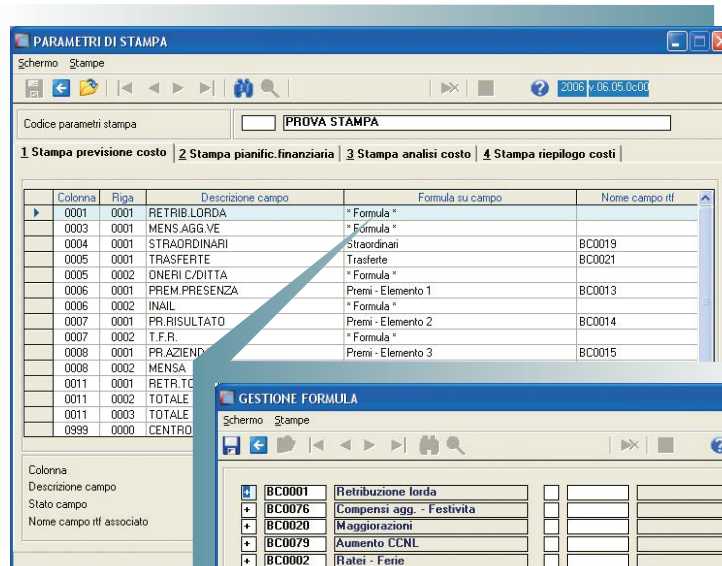 PARAMETRI DI STAMPA
Schermo Stampe
2006 v.06.05.0c00
Codice parametri stampa PROVA STAMPA
1 Stampa previsione costo 2 Stampa pianific.finanziaria 3 Stampa analisi costo 4 Stampa riepilogo costi
Colonna Riga Descrizione campo Formula su campo Nome campo rtf
0001 0001 RETRIB.LORDA * Formula *
0003 0001 MENS.AGG.VE * Formula *
0004 0001 STRAORDINARI Straordinari BC0019
0005 0001 TRASFERTE Trasferte BC0021
0005 0002 ONERI C/DITTA * Formula *
0006 0001 PREM.PRESENZA Premi - Elemento 1 BC0013
0006 0002 INAIL * Formula *
0007 0001 PR.RISULTATO Premi - Elemento 2 BC0014
0007 0002 T.F.R. * Formula *
0008 0001 PR.AZIEND Premi - Elemento 3 BC0015
0008 0002 MENSA
0011 0001 RETR.TO
0011 0002 TOTALE
0011 0003 TOTALE
0999 0000 CENTRO
Colonna
Descrizione campo
Stato campo
Nome campo rtf associato
GESTIONE FORMULA
Schermo Stampe
+ BC0001 Retribuzione lorda
+ BC0076 Compensi agg. - Festivita
+ BC0020 Maggiorazioni
+ BC0079 Aumento CCNL
+ BC0002 Ratei - Ferie